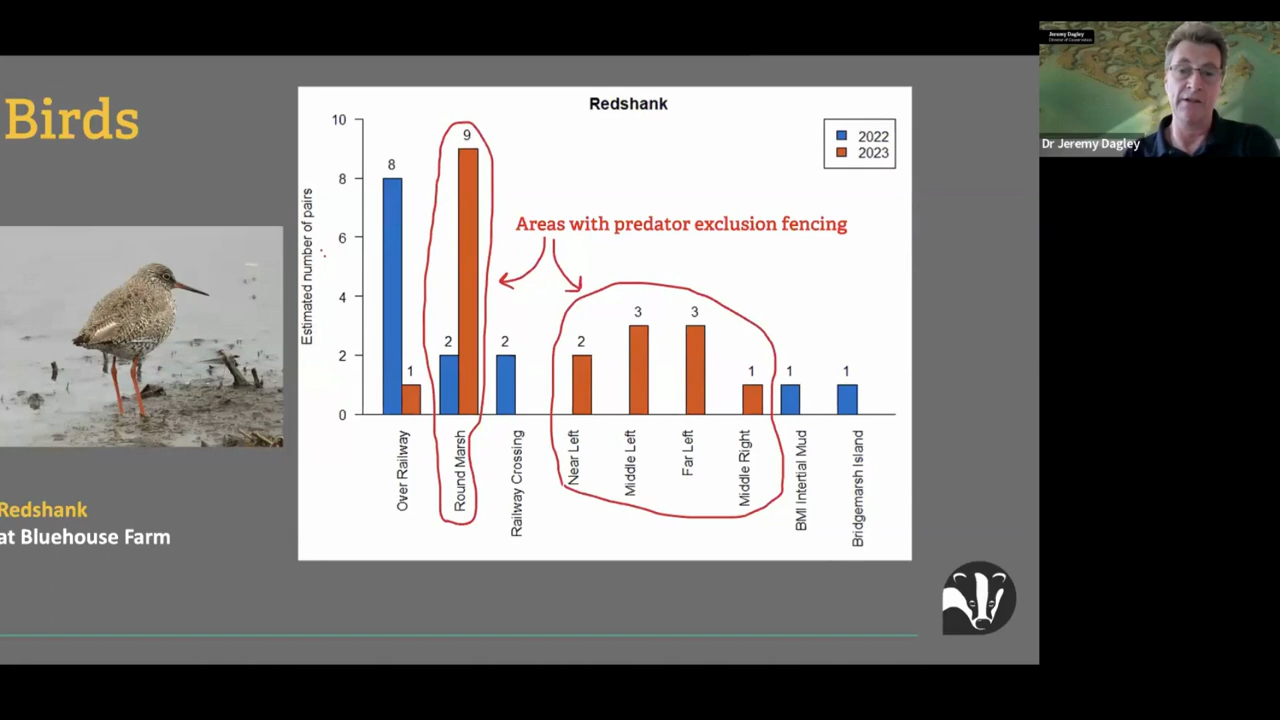 Birds
Redshank
at Bluehouse Farm
Redshank
2022
2023
Estimated number of pairs
10
8
6
4
2
0
8
1
2
9
2
2
3
3
1
1
1
Areas with predator exclusion fencing
Over Railway
Round Marsh
Railway Crossing
Near Left
Middle Left
Far Left
Middle Right
BMI Intertial Mud
Bridgemarsh Island
Jeremy Dagley
Dr Jeremy Dagley